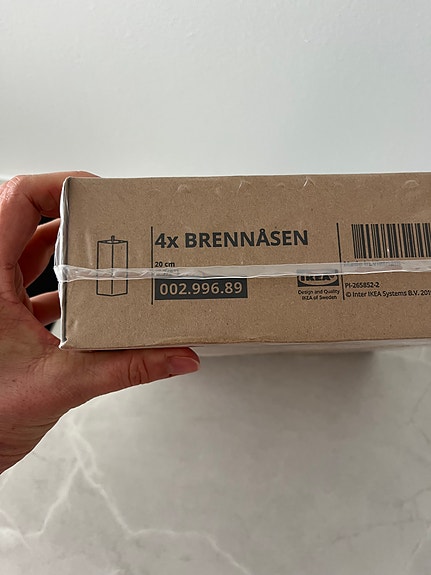 4x BRENNÅSEN
20 cm
002.996.89
IKEA
Design and Quality
IKEA of Sweden
PI-265852-2
© Inter IKEA Systems B.V.